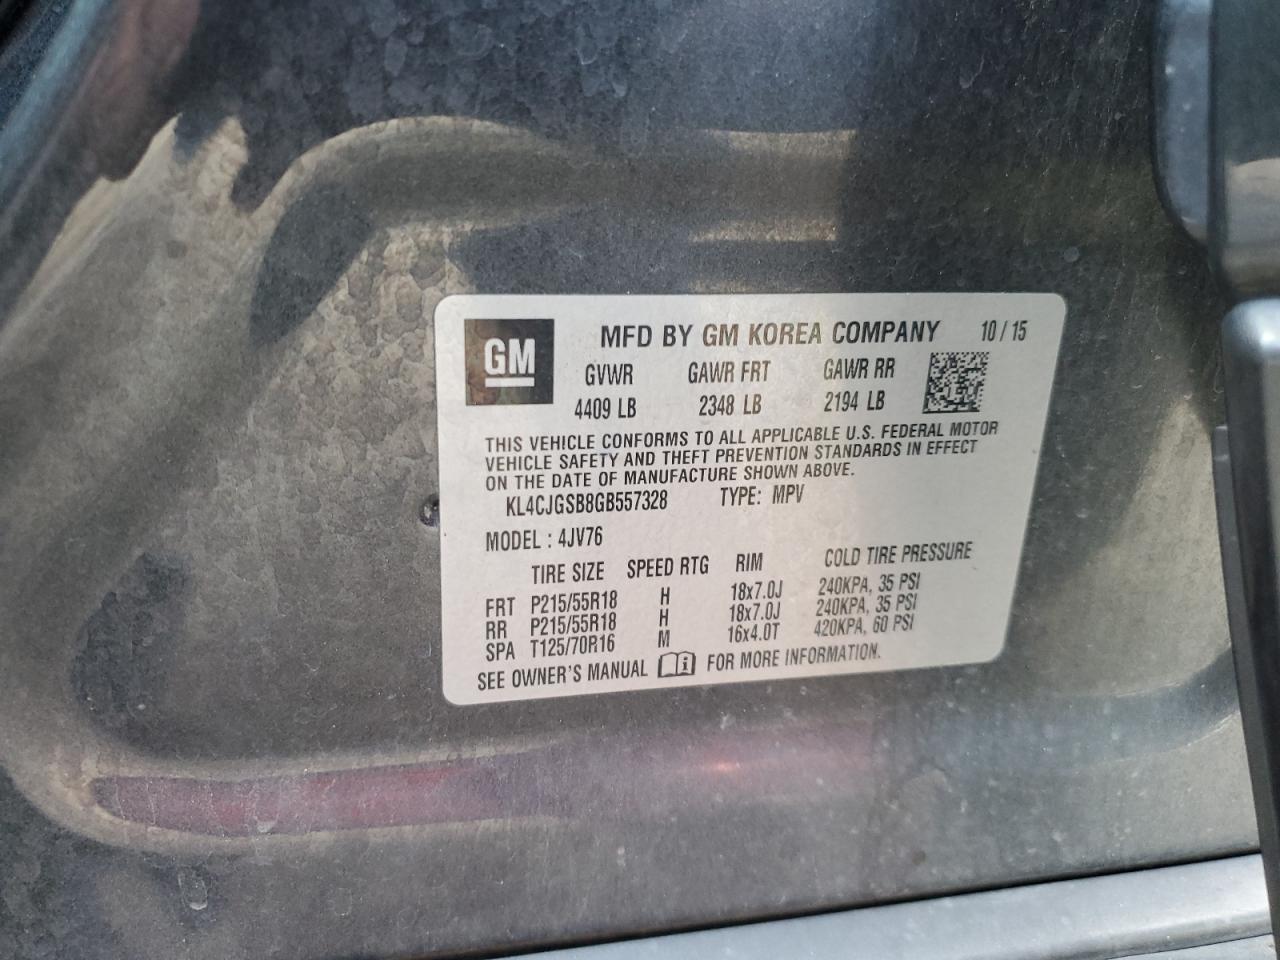 GM
MFD BY GM KOREA COMPANY 10/15
GVWR GAWR FRT GAWR RR
4409 LB 2348 LB 2194 LB
THIS VEHICLE CONFORMS TO ALL APPLICABLE U.S. FEDERAL MOTOR
VEHICLE SAFETY AND THEFT PREVENTION STANDARDS IN EFFECT
ON THE DATE OF MANUFACTURE SHOWN ABOVE.
KL4CJGSB8GB557328 TYPE: MPV
MODEL : 4JV76
TIRE SIZE SPEED RTG RIM COLD TIRE PRESSURE
FRT P215/55R18 H 18x7.0J 240KPA, 35 PSI
RR P215/55R18 H 18x7.0J 240KPA, 35 PSI
SPA T125/70R16 M 16x4.0T 420KPA, 60 PSI
SEE OWNER'S MANUAL i FOR MORE INFORMATION.